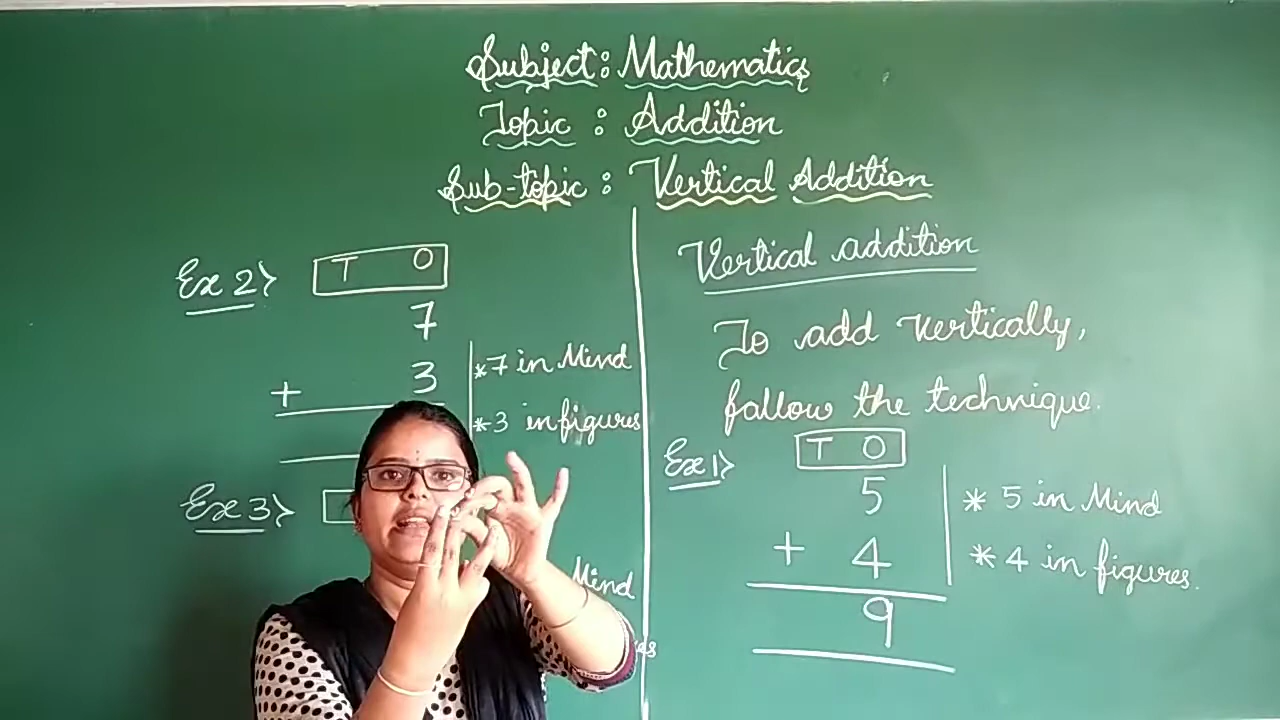 Subject: Mathematics
Topic: Addition
Sub-topic: Vertical Addition
Ex 2>
T O
7
+ 3
*7 in Mind
*3 in figures
Ex 3>
Mind
Vertical addition
To add vertically,
follow the technique.
Ex 1>
T O
5
+ 4
9
* 5 in Mind
* 4 in figures.